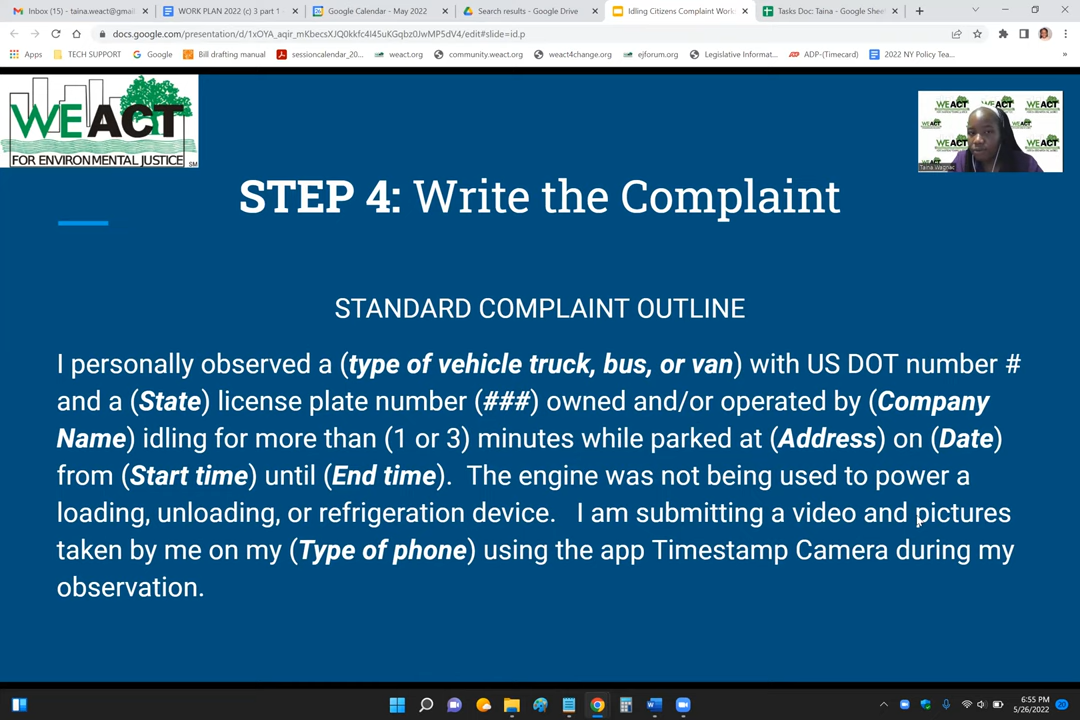 Inbox (15) - taina.weact@gmai
WORK PLAN 2022 (c) 3 part 1 -
Google Calendar - May 2022
Search results - Google Drive
Idling Citizens Complaint Work
Tasks Doc: Taina - Google Shee
docs.google.com/presentation/d/1xOYA_aqir_mKbecsXJQ0kkfc4I45uKGqbz0JwMP5dV4/edit#slide=id.p
Apps
TECH SUPPORT
Google
Bill drafting manual
sessioncalendar_20...
weact.org
community.weact.org
weact4change.org
ejforum.org
Legislative Informat...
ADP-(Timecard)
2022 NY Policy Tea...
WE ACT
FOR ENVIRONMENTAL JUSTICE
SM
Taina Wagnac
STEP 4: Write the Complaint
STANDARD COMPLAINT OUTLINE
I personally observed a (type of vehicle truck, bus, or van) with US DOT number #
and a (State) license plate number (###) owned and/or operated by (Company
Name) idling for more than (1 or 3) minutes while parked at (Address) on (Date)
from (Start time) until (End time).  The engine was not being used to power a
loading, unloading, or refrigeration device.   I am submitting a video and pictures
taken by me on my (Type of phone) using the app Timestamp Camera during my
observation.
6:55 PM
5/26/2022
20